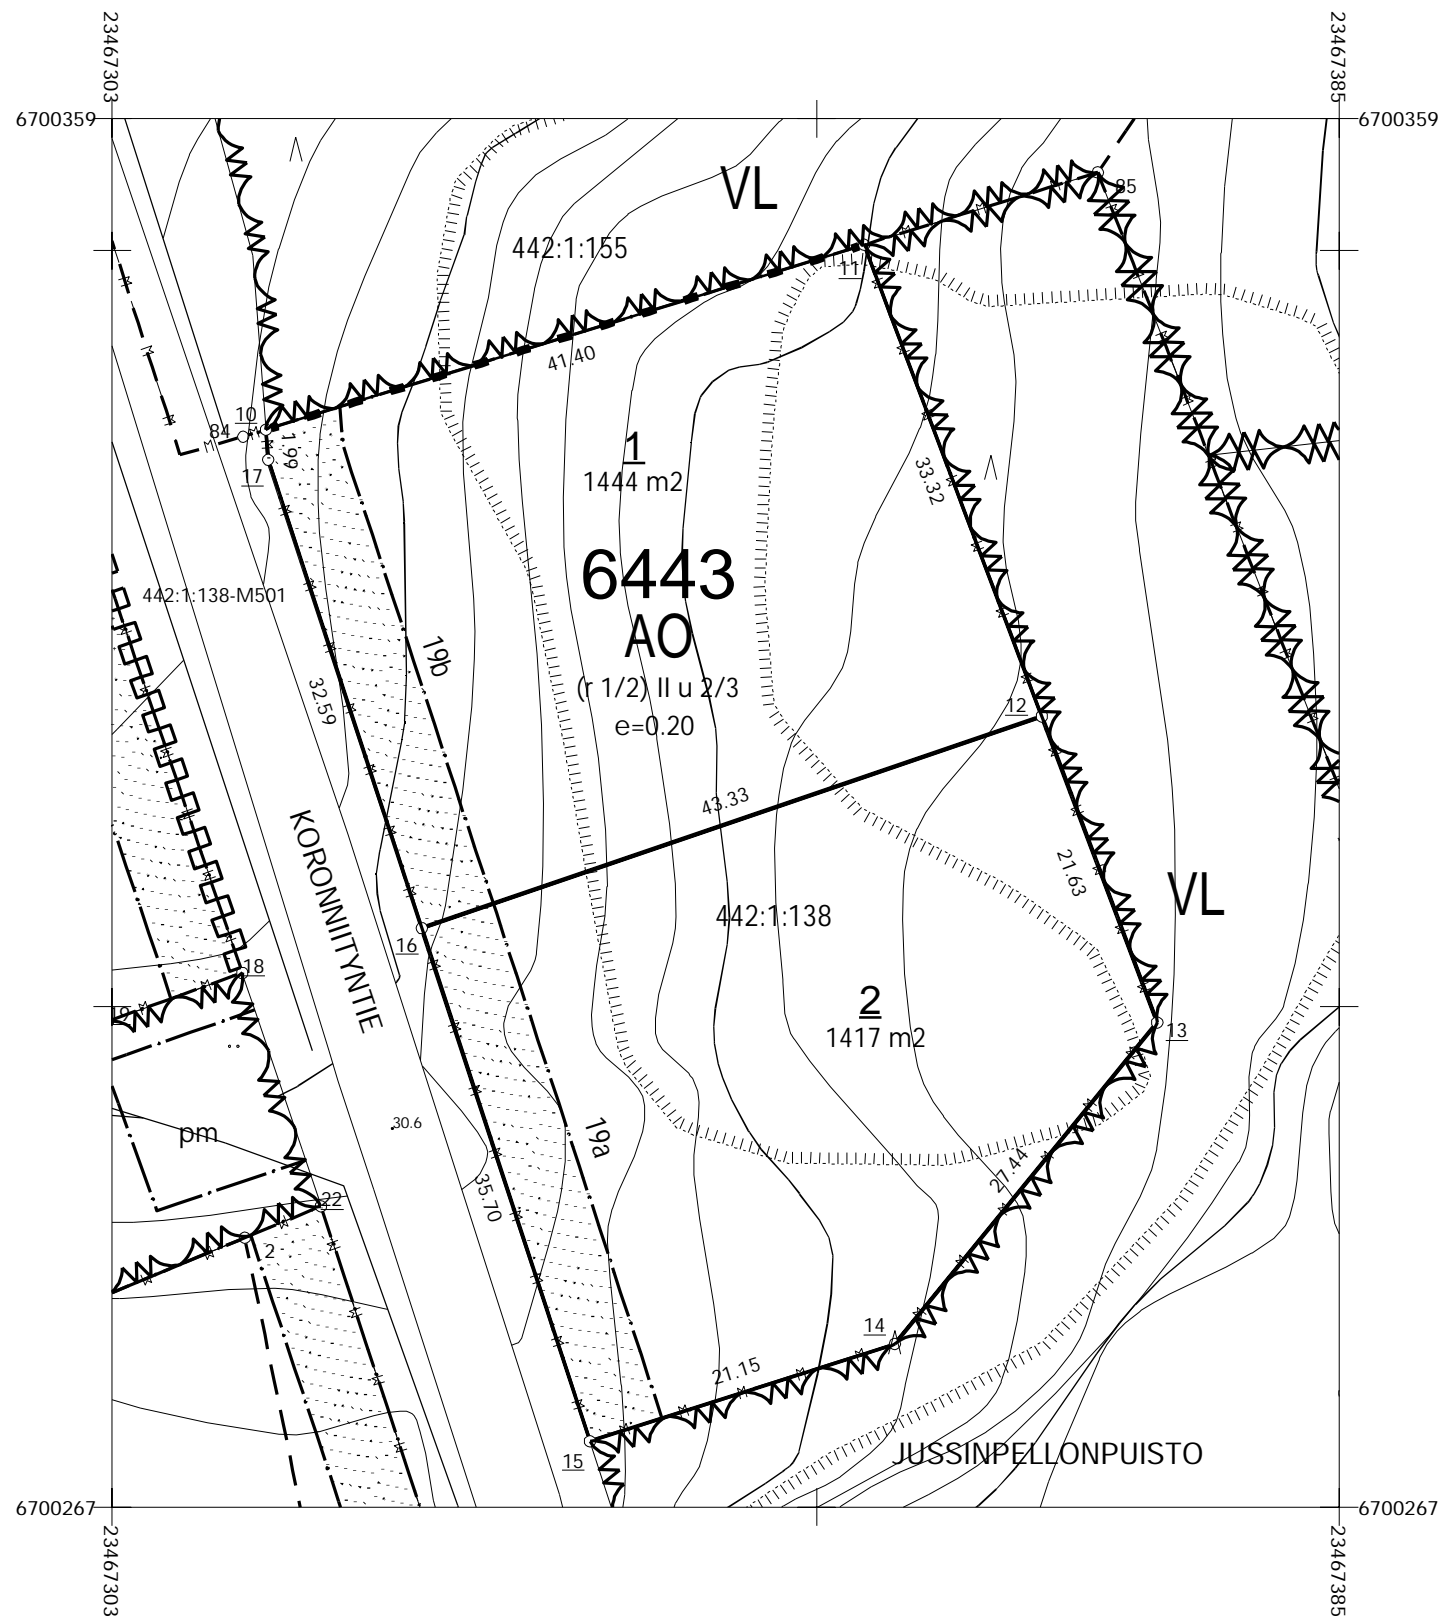 23467303
23467385
6700359
6700359
VL
85
442:1:155
11
41.40
10
84
1.99
17
1
1444 m2
33.32
6443
442:1:138-M501
AO
19b
(r 1/2) II u 2/3
32.59
12
e=0.20
43.33
KORONNIITYNTIE
21.63
VL
442:1:138
16
18
2
19
13
1417 m2
30.6
pm
19a
27.44
35.70
22
2
14
21.15
JUSSINPELLONPUISTO
15
6700267
6700267
23467303
23467385